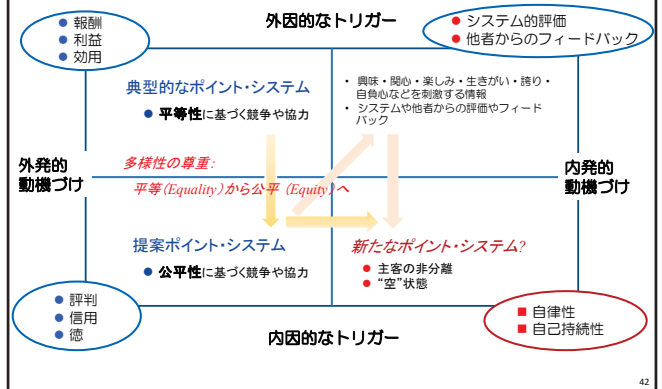 外因的なトリガー
● 報酬
● 利益
● 効用
● システム的評価
● 他者からのフィードバック
典型的なポイント・システム
● 平等性に基づく競争や協力
• 興味・関心・楽しみ・生きがい・誇り・
自負心などを刺激する情報
• システムや他者からの評価やフィード
バック
外発的
動機づけ
多様性の尊重:
平等(Equality)から公平 (Equity)へ
内発的
動機づけ
提案ポイント・システム
● 公平性に基づく競争や協力
新たなポイント・システム?
● 主客の非分離
● “空”状態
● 評判
● 信用
● 徳
■ 自律性
■ 自己持続性
内因的なトリガー
42